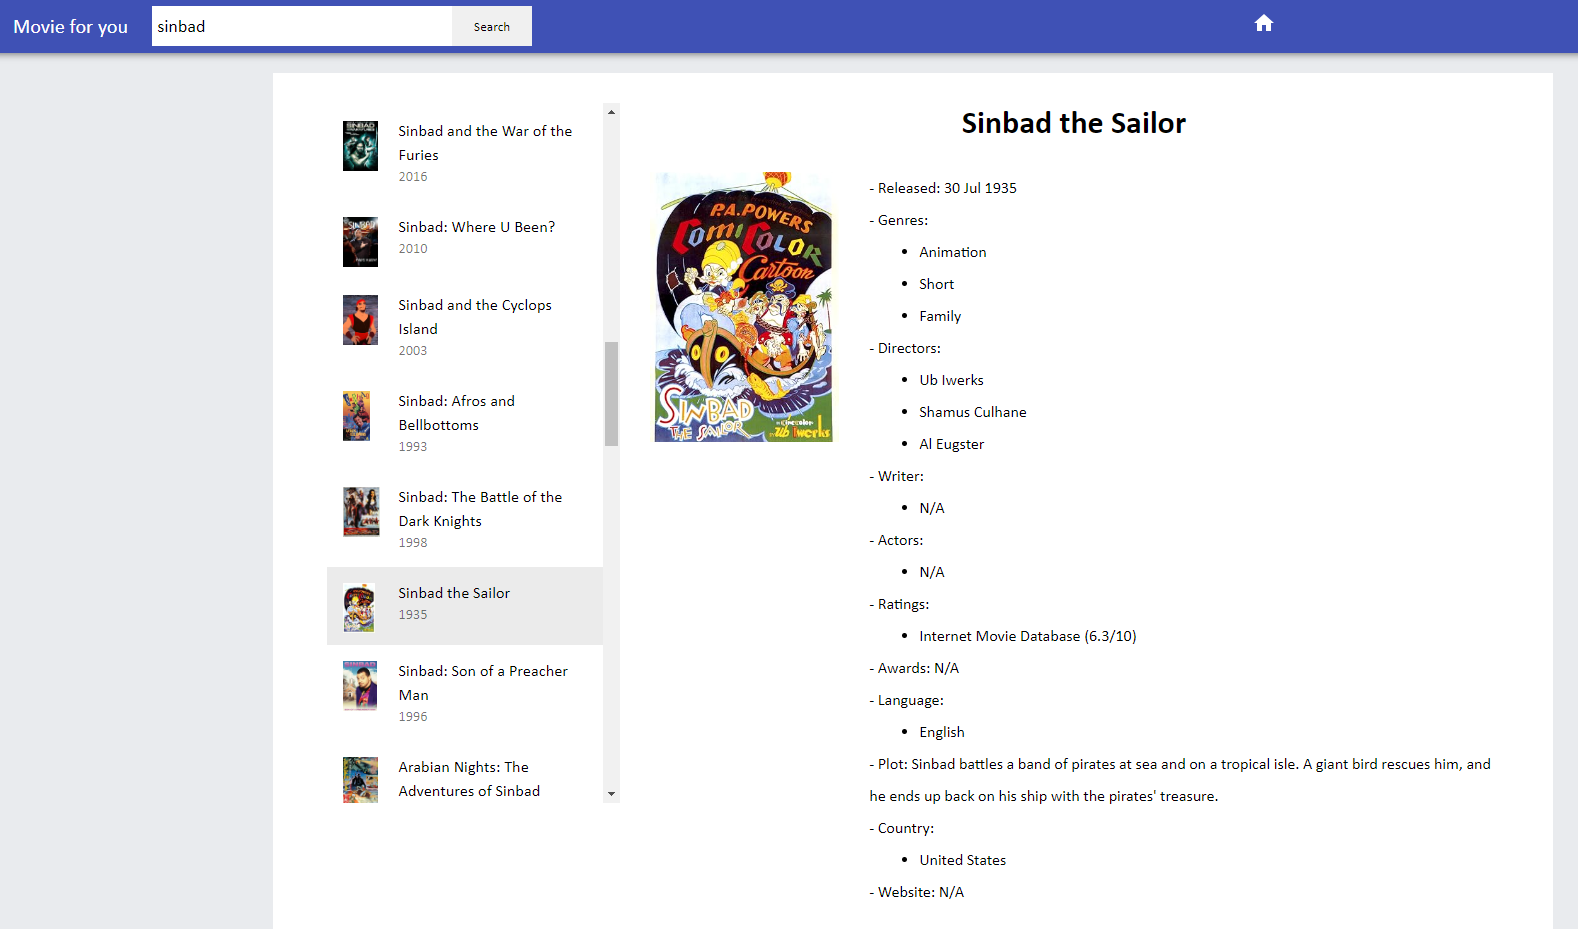 Movie for you
sinbad
Search
Sinbad and the War of the
Furies
2016
Sinbad: Where U Been?
2010
Sinbad and the Cyclops
Island
2003
Sinbad: Afros and
Bellbottoms
1993
Sinbad: The Battle of the
Dark Knights
1998
Sinbad the Sailor
1935
Sinbad: Son of a Preacher
Man
1996
Arabian Nights: The
Adventures of Sinbad
Sinbad the Sailor
P.A. POWERS
COMICOLOR
Cartoon
SINBAD
THE SAILOR
Ub Iwerks
- Released: 30 Jul 1935
- Genres:
• Animation
• Short
• Family
- Directors:
• Ub Iwerks
• Shamus Culhane
• Al Eugster
- Writer:
• N/A
- Actors:
• N/A
- Ratings:
• Internet Movie Database (6.3/10)
- Awards: N/A
- Language:
• English
- Plot: Sinbad battles a band of pirates at sea and on a tropical isle. A giant bird rescues him, and
he ends up back on his ship with the pirates' treasure.
- Country:
• United States
- Website: N/A